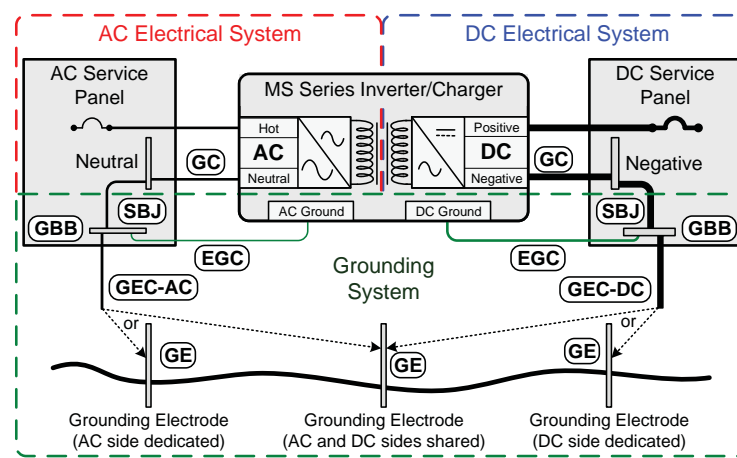 AC Electrical System
DC Electrical System
AC Service
Panel
MS Series Inverter/Charger
DC Service
Panel
Hot
AC
Neutral
Positive
DC
Negative
Neutral
GC
GC
Negative
SBJ
SBJ
GBB
AC Ground
DC Ground
GBB
EGC
EGC
Grounding
System
GEC-AC
GEC-DC
or
or
GE
GE
GE
Grounding Electrode
(AC side dedicated)
Grounding Electrode
(AC and DC sides shared)
Grounding Electrode
(DC side dedicated)